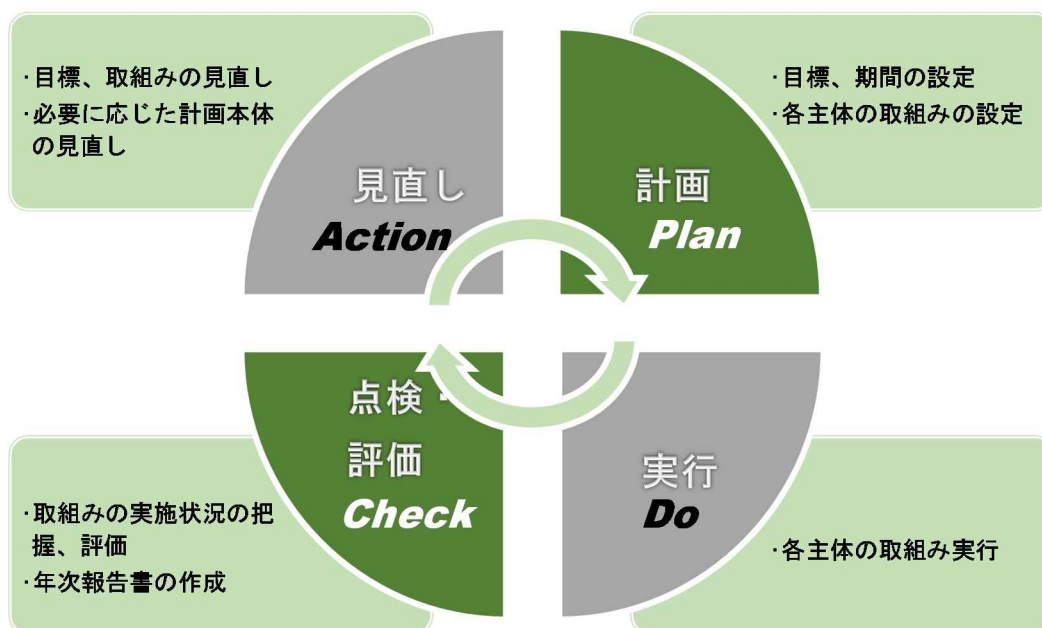 ・目標、取組みの見直し
・必要に応じた計画本体
の見直し
見直し
Action
・目標、期間の設定
・各主体の取組みの設定
計画
Plan
点検・
評価
Check
・取組みの実施状況の把
握、評価
・年次報告書の作成
実行
Do
・各主体の取組み実行